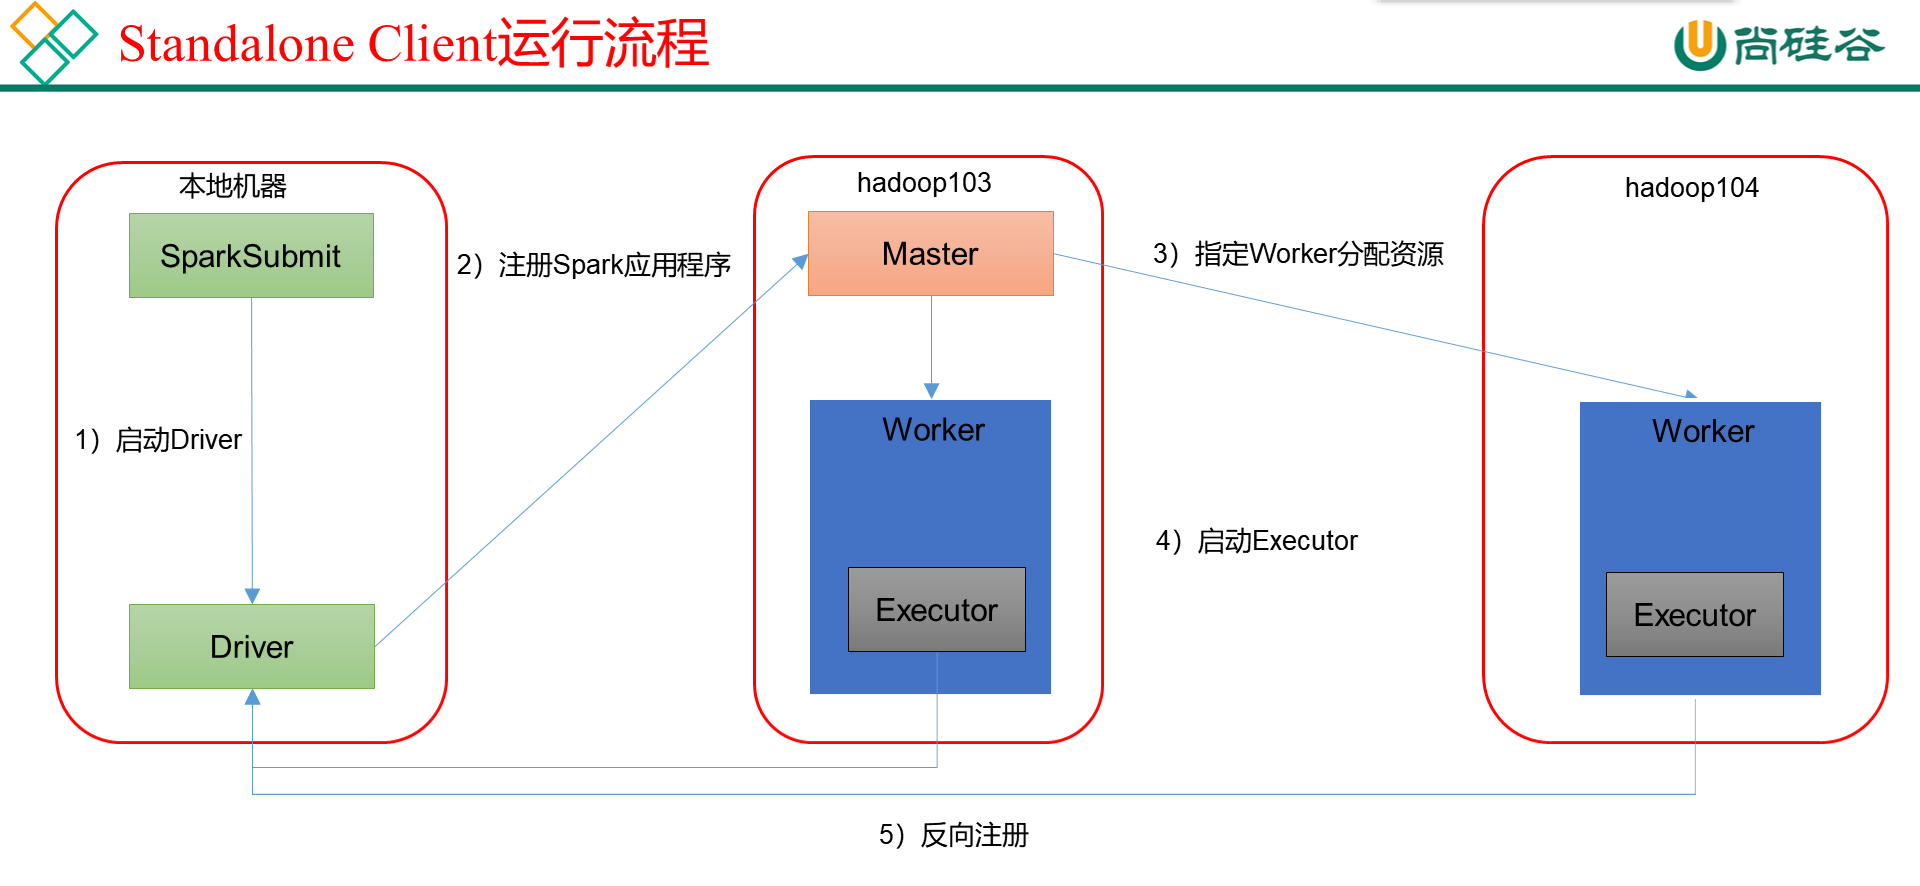 Standalone Client运行流程
尚硅谷
本地机器
SparkSubmit
1）启动Driver
Driver
2）注册Spark应用程序
hadoop103
Master
Worker
Executor
3）指定Worker分配资源
4）启动Executor
hadoop104
Worker
Executor
5）反向注册